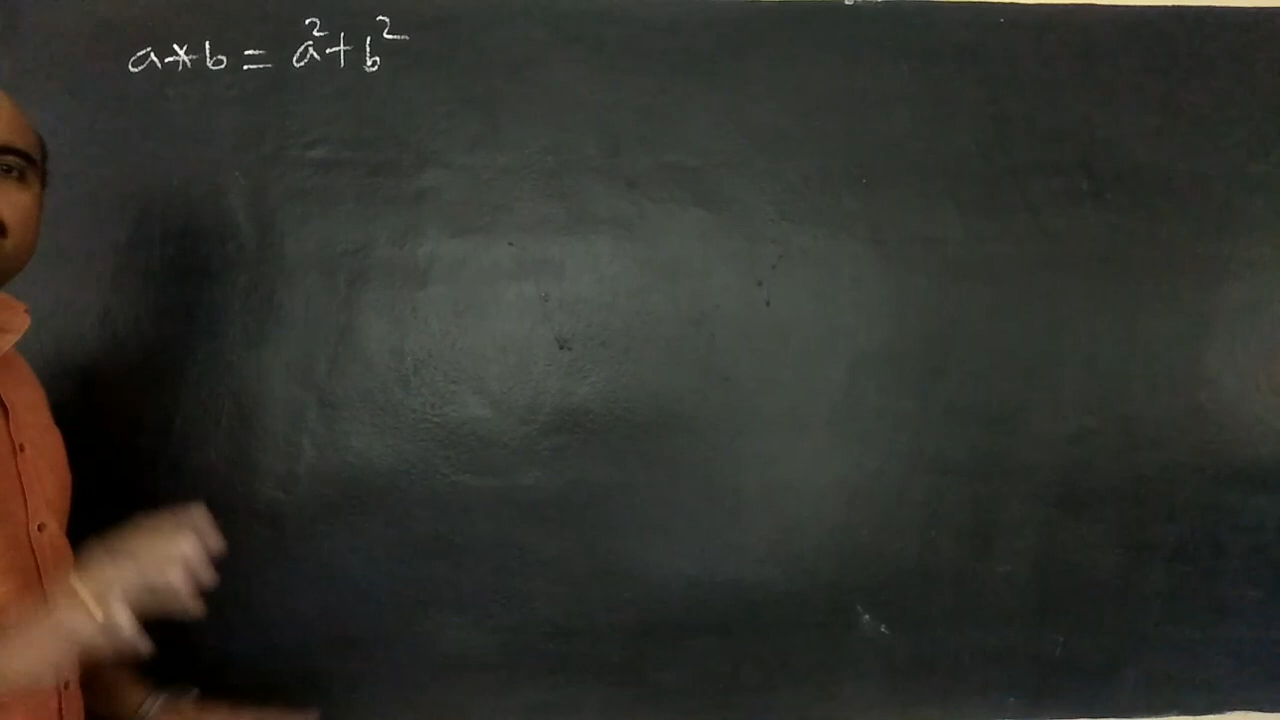 a*b = a²+b²